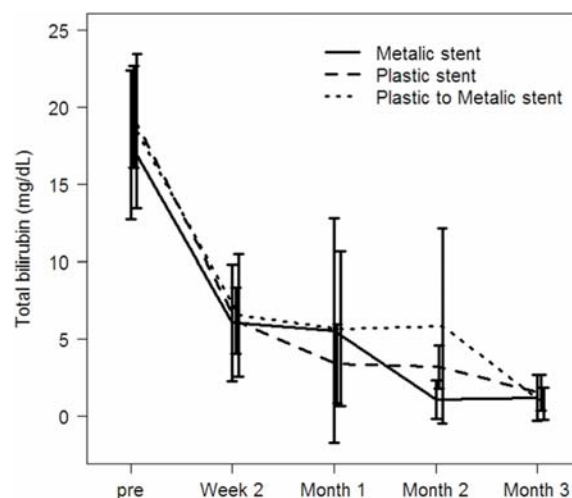 25
20
15
10
5
0
Total bilirubin (mg/dL)
Metalic stent
Plastic stent
Plastic to Metalic stent
pre Week 2 Month 1 Month 2 Month 3